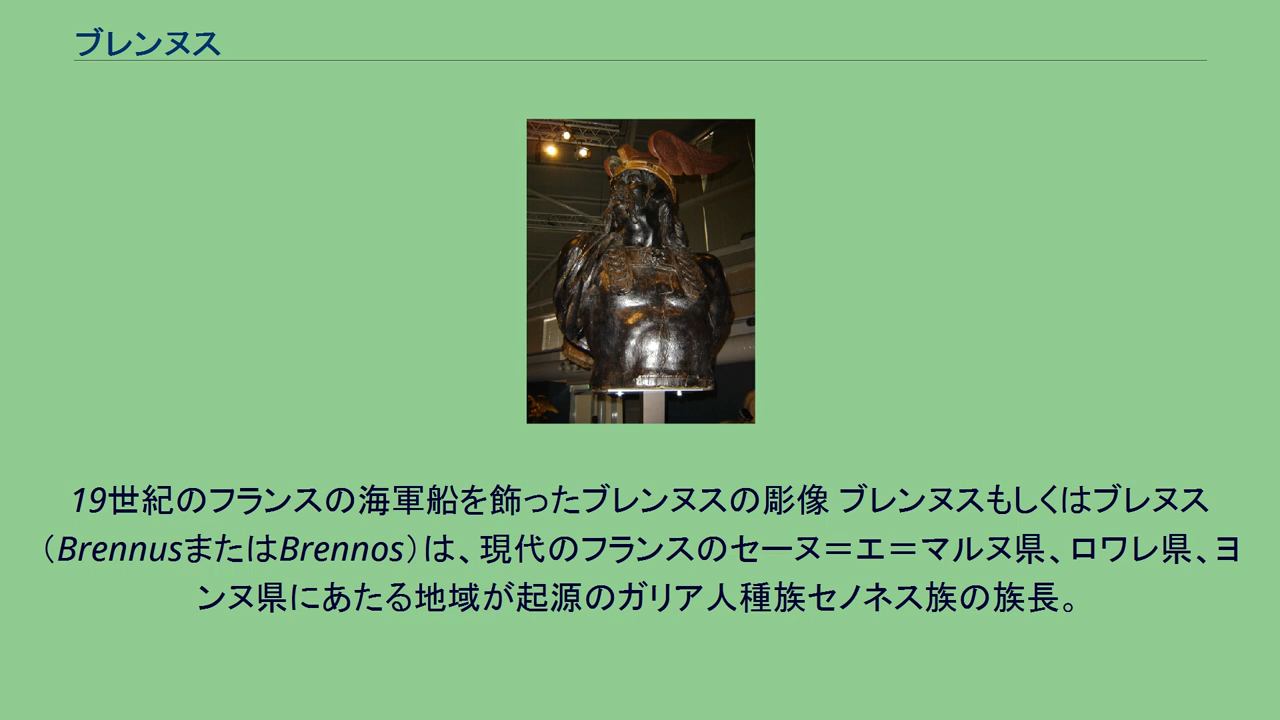 ブレンヌス
19世紀のフランスの海軍船を飾ったブレンヌスの彫像 ブレンヌスもしくはブレヌス
（BrennusまたはBrennos）は、現代のフランスのセーヌ＝エ＝マルヌ県、ロワレ県、ヨ
ンヌ県にあたる地域が起源のガリア人種族セノネス族の族長。